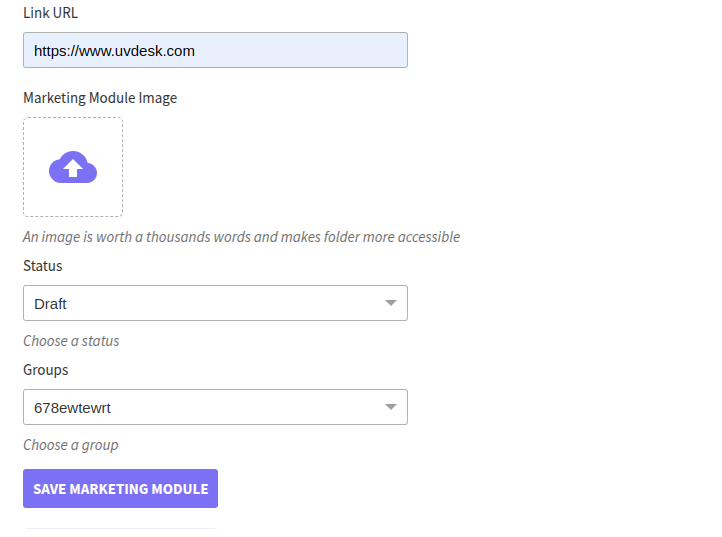 Link URL
https://www.uvdesk.com
Marketing Module Image
An image is worth a thousands words and makes folder more accessible
Status
Draft
Choose a status
Groups
678ewtewrt
Choose a group
SAVE MARKETING MODULE